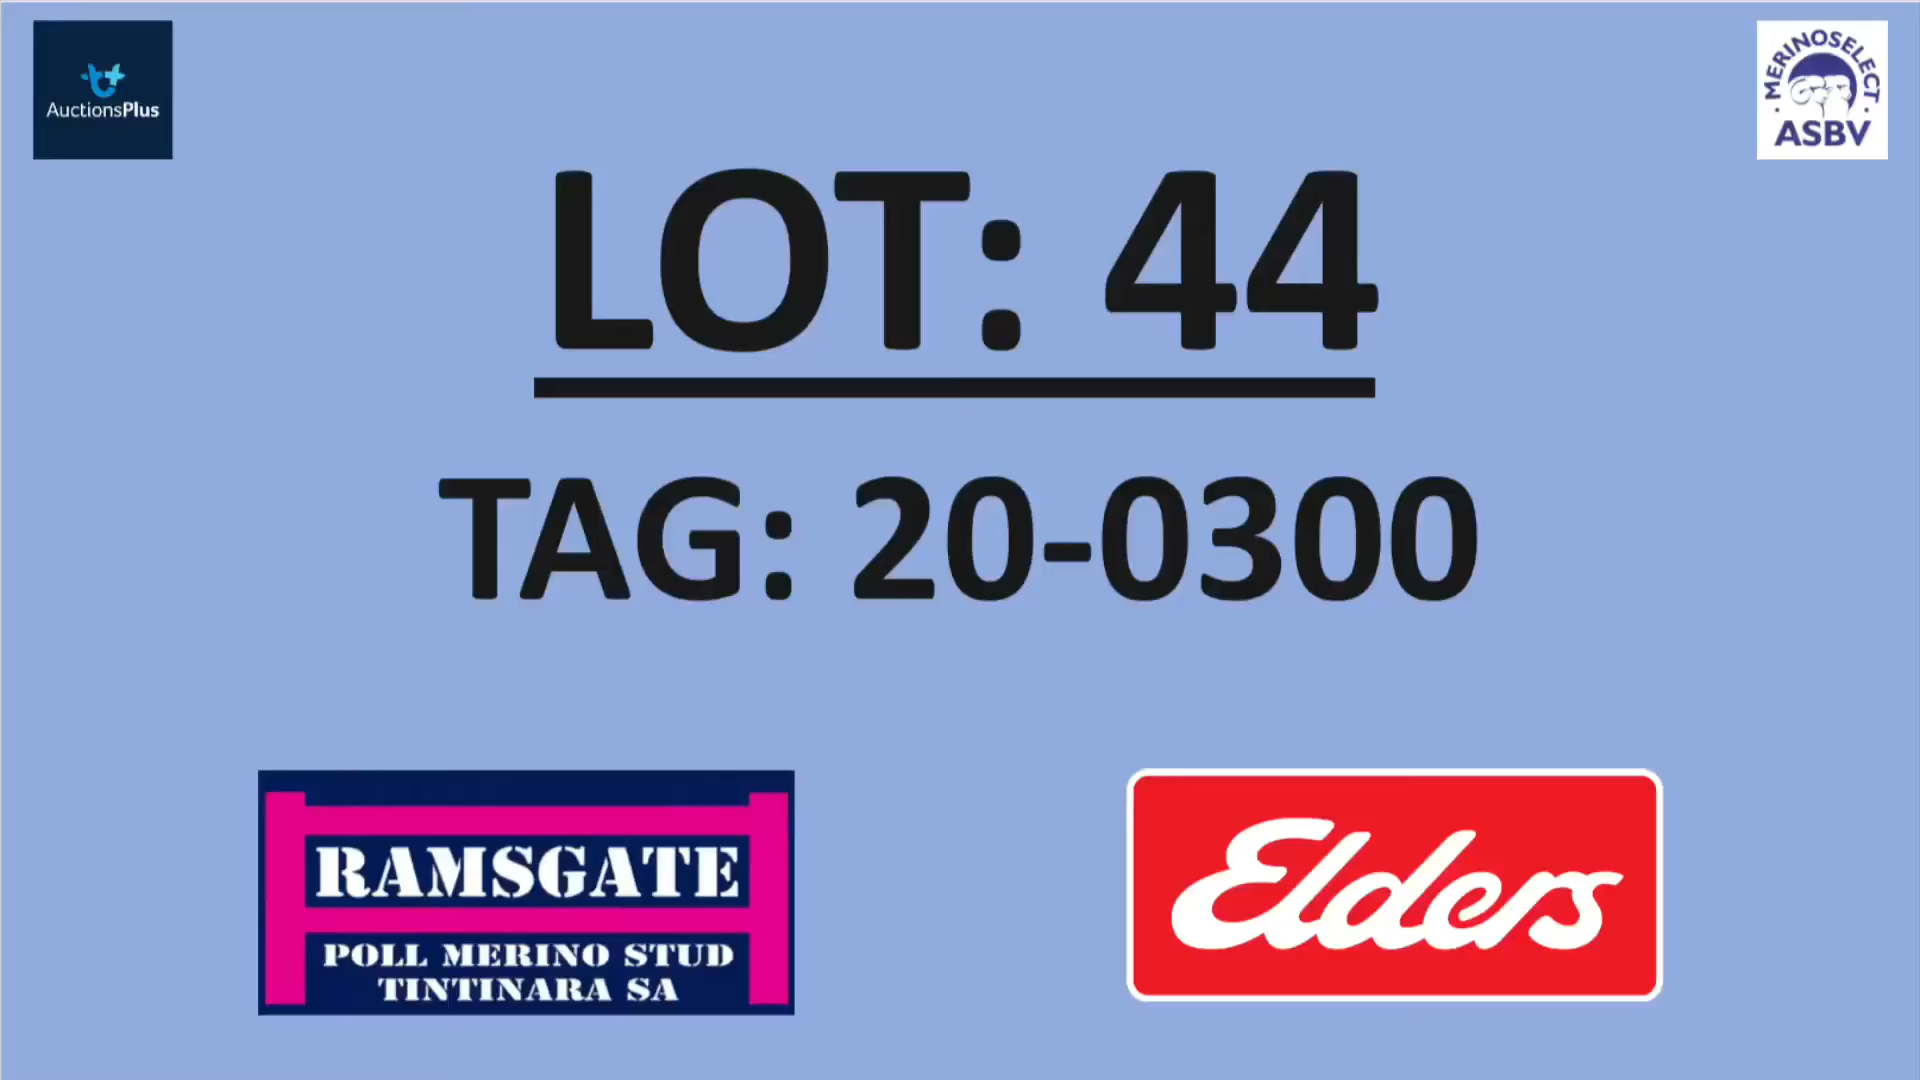 AuctionsPlus
MERINOSELECT
ASBV
LOT: 44
TAG: 20-0300
RAMSGATE
POLL MERINO STUD
TINTINARA SA
Elders